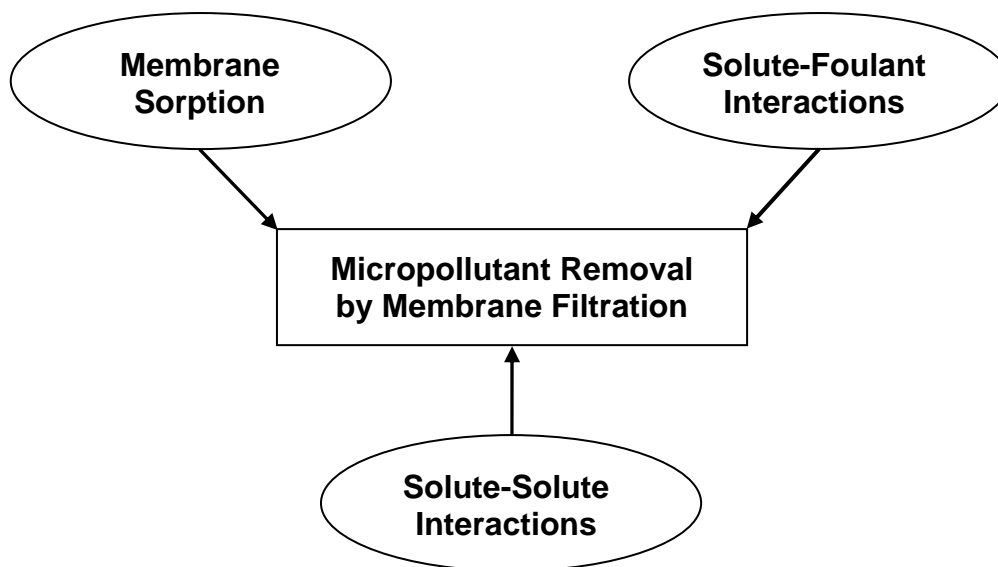 Membrane
Sorption
Solute-Foulant
Interactions
Micropollutant Removal
by Membrane Filtration
Solute-Solute
Interactions